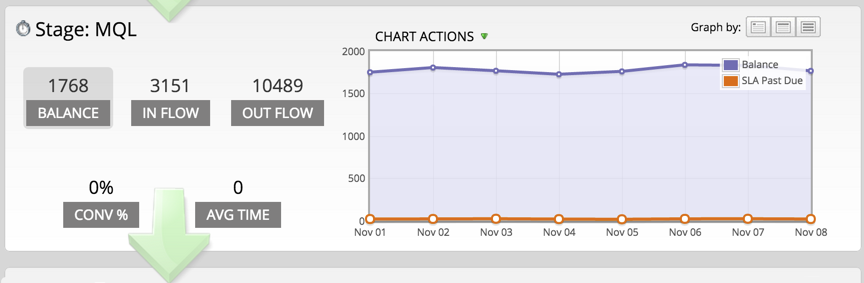 Stage: MQL
1768
BALANCE
3151
IN FLOW
10489
OUT FLOW
0%
CONV %
0
AVG TIME
CHART ACTIONS
Graph by:
2000
1500
1000
500
0
Balance
SLA Past Due
Nov 01 Nov 02 Nov 03 Nov 04 Nov 05 Nov 06 Nov 07 Nov 08